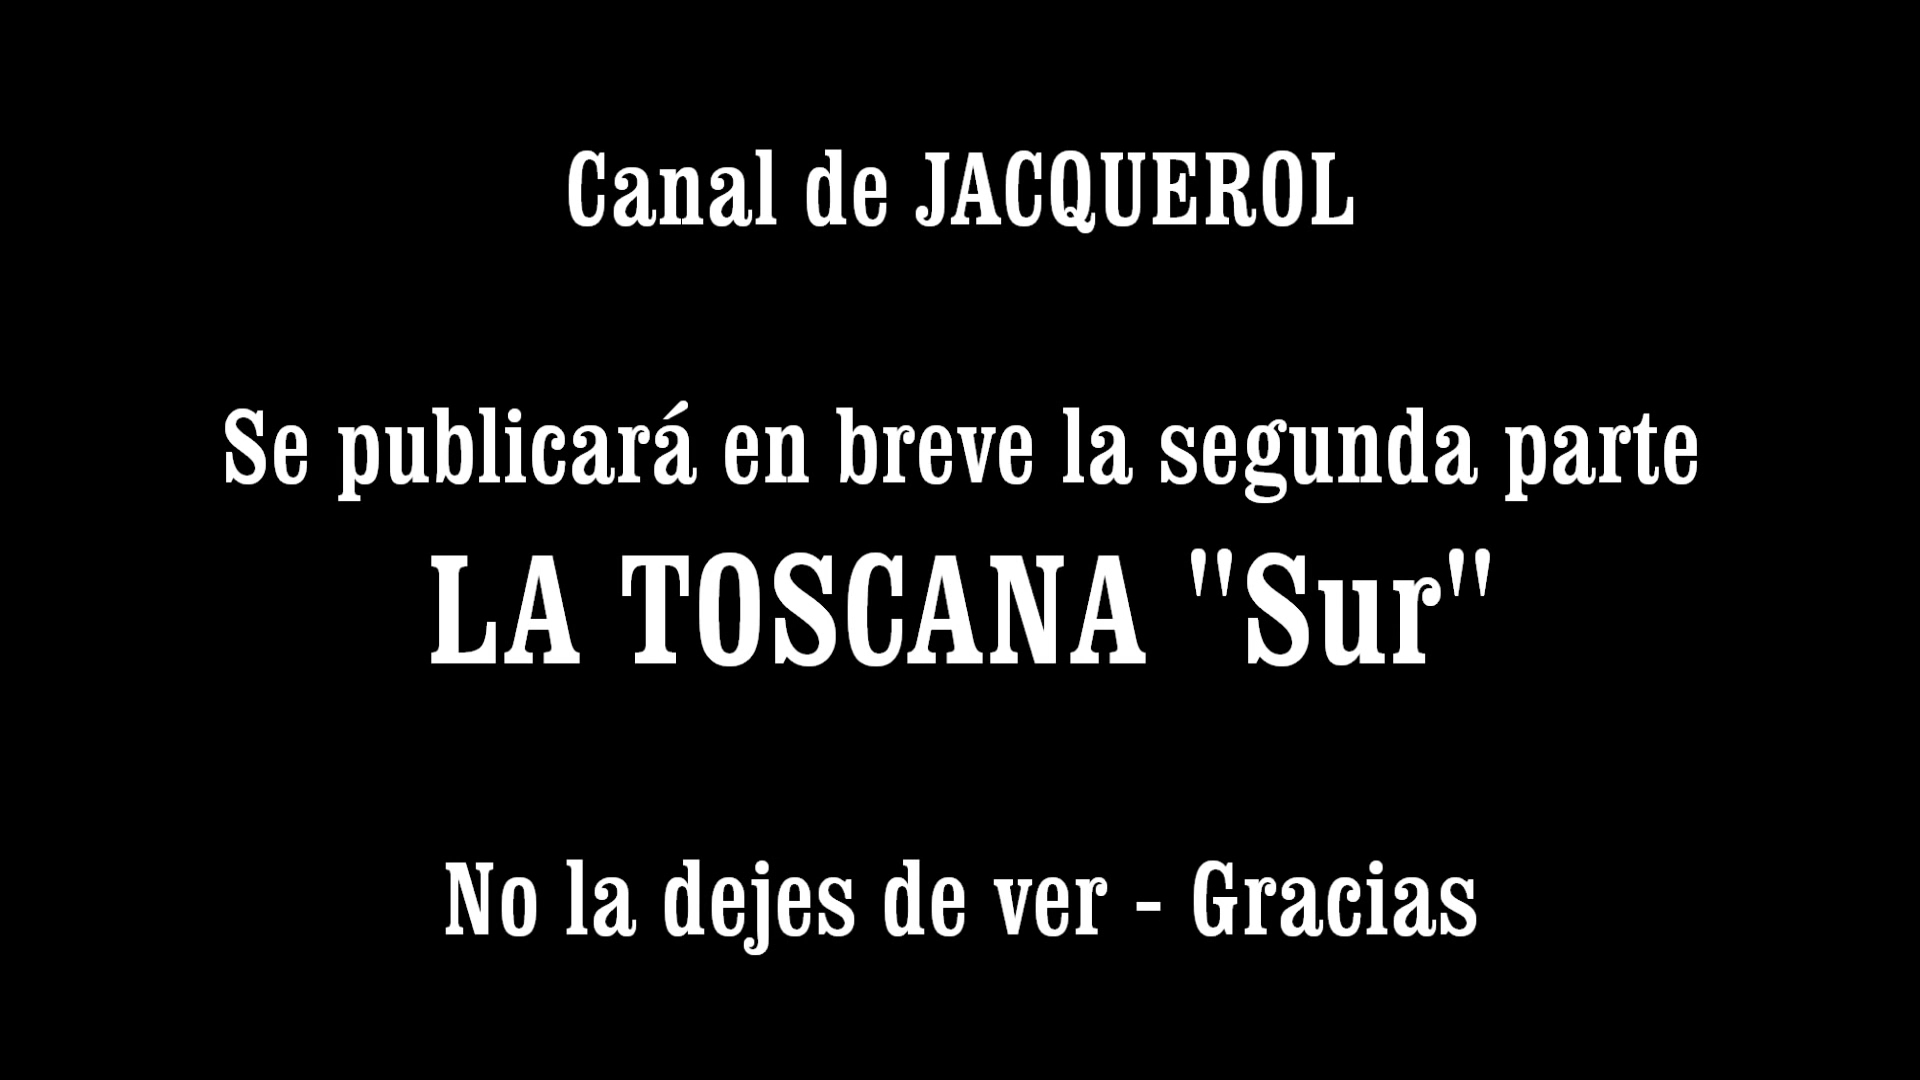 Canal de JACQUEROL
Se publicará en breve la segunda parte
LA TOSCANA "Sur"
No la dejes de ver - Gracias